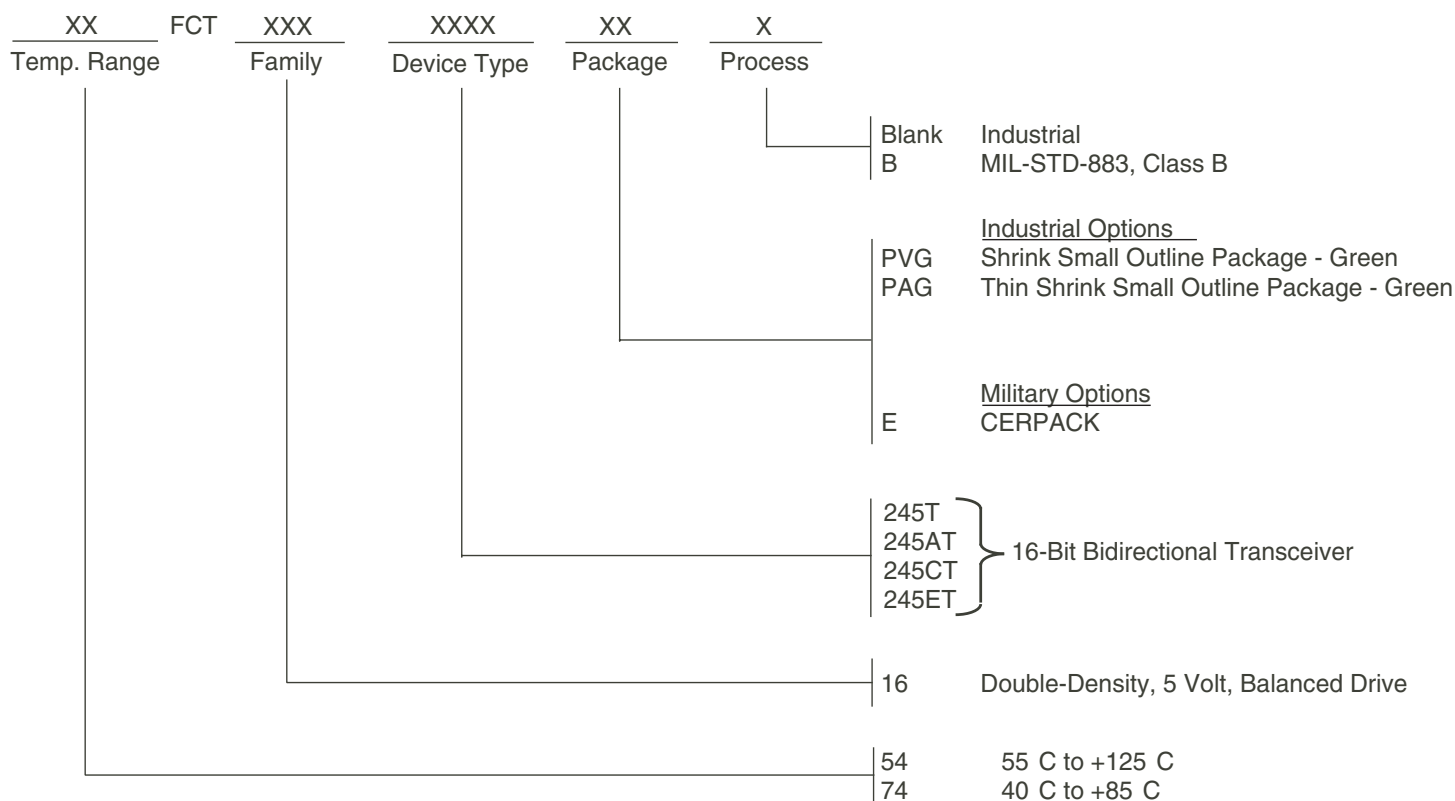 XX FCT XXX XXXX XX X
Temp. Range Family Device Type Package Process
Blank Industrial
B MIL-STD-883, Class B
Industrial Options
PVG Shrink Small Outline Package - Green
PAG Thin Shrink Small Outline Package - Green
Military Options
E CERPACK
245T
245AT
16-Bit Bidirectional Transceiver
245CT
245ET
16 Double-Density, 5 Volt, Balanced Drive
54 55 C to +125 C
74 40 C to +85 C